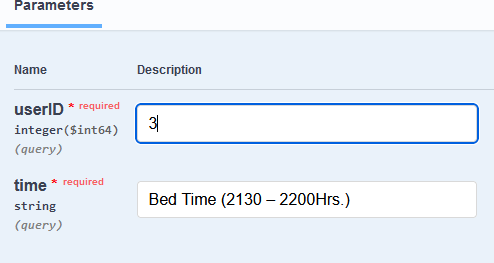 Parameters
Name Description
userID * required
integer($int64)
(query)
3
time * required
string
(query)
Bed Time (2130 – 2200Hrs.)